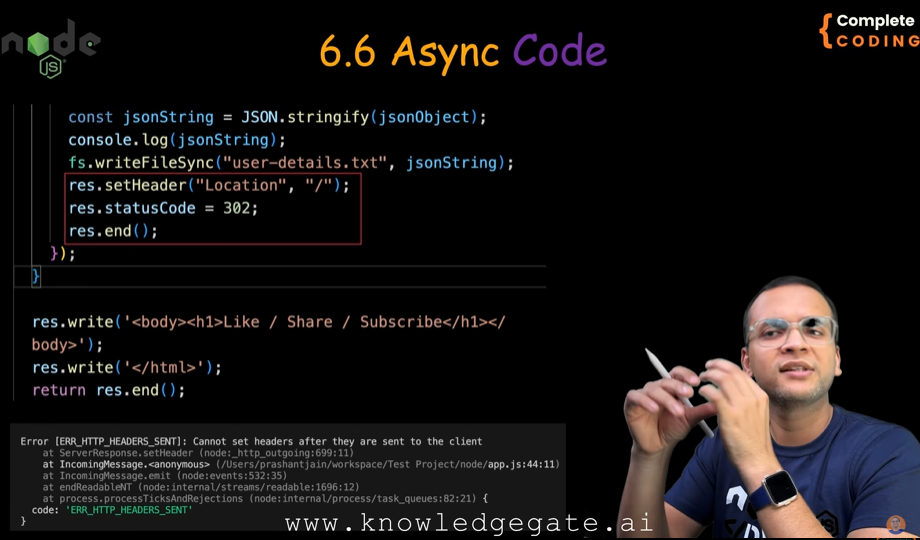 node
JS
6.6 Async Code
{ Complete
CODING
const jsonString = JSON.stringify(jsonObject);
console.log(jsonString);
fs.writeFileSync("user-details.txt", jsonString);
res.setHeader("Location", "/");
res.statusCode = 302;
res.end();
});
}
res.write('<body><h1>Like / Share / Subscribe</h1></
body>');
res.write('</html>');
return res.end();
Error [ERR_HTTP_HEADERS_SENT]: Cannot set headers after they are sent to the client
at ServerResponse.setHeader (node:_http_outgoing:699:11)
at IncomingMessage.<anonymous> (/Users/prashantjain/workspace/Test Project/node/app.js:44:11)
at IncomingMessage.emit (node:events:532:35)
at endReadableNT (node:internal/streams/readable:1696:12)
at process.processTicksAndRejections (node:internal/process/task_queues:82:21) {
code: 'ERR_HTTP_HEADERS_SENT'
}
www.knowledgegate.ai